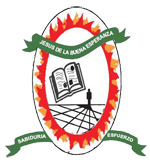 JESUS DE LA BUENA ESPERANZA
SABIDURIA
ESFUERZO